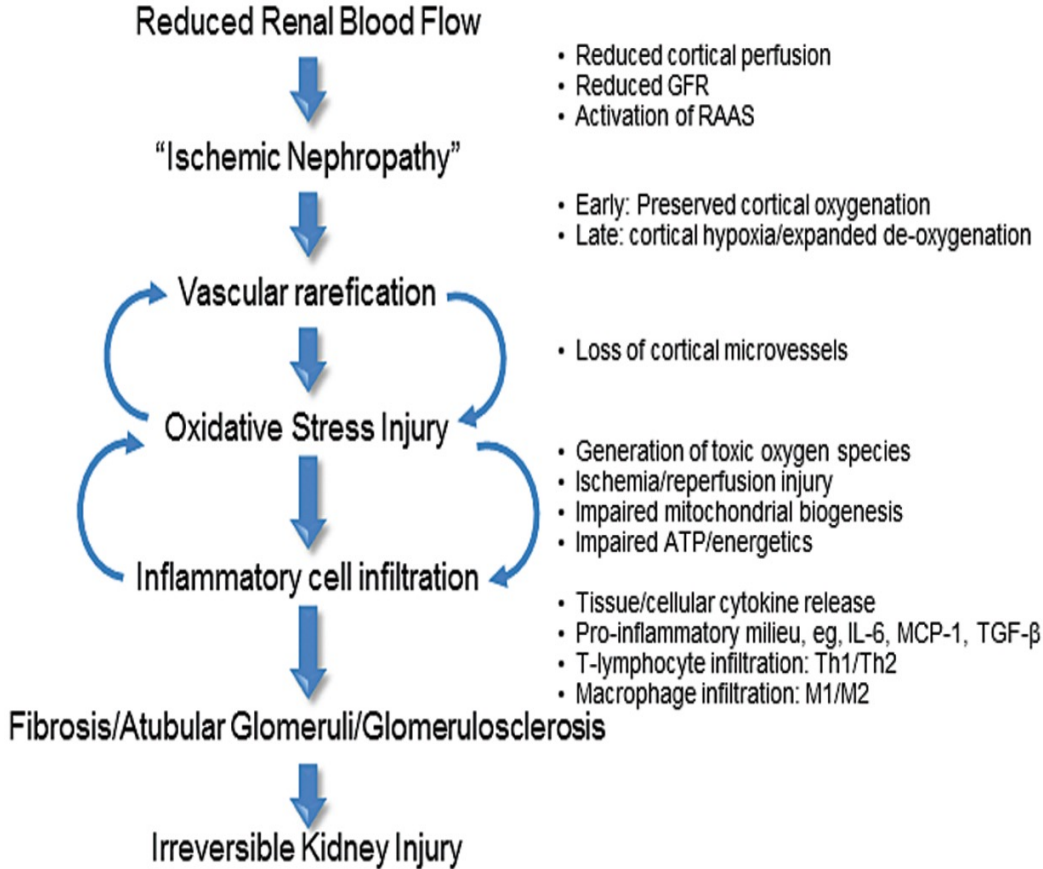 Reduced Renal Blood Flow
• Reduced cortical perfusion
• Reduced GFR
• Activation of RAAS
“Ischemic Nephropathy”
• Early: Preserved cortical oxygenation
• Late: cortical hypoxia/expanded de-oxygenation
Vascular rarefication
• Loss of cortical microvessels
Oxidative Stress Injury
• Generation of toxic oxygen species
• Ischemia/reperfusion injury
• Impaired mitochondrial biogenesis
• Impaired ATP/energetics
Inflammatory cell infiltration
• Tissue/cellular cytokine release
• Pro-inflammatory milieu, eg, IL-6, MCP-1, TGF-β
• T-lymphocyte infiltration: Th1/Th2
• Macrophage infiltration: M1/M2
Fibrosis/Atubular Glomeruli/Glomerulosclerosis
Irreversible Kidney Injury